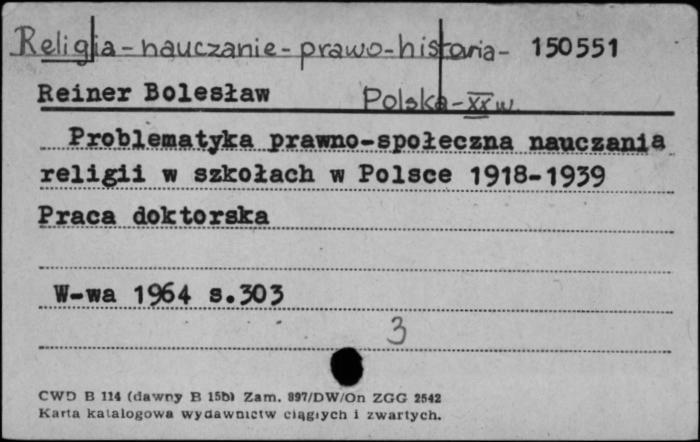 Religia-nauczanie-prawo-historia- 150551
Reiner Bolesław Polska-XX w.
Problematyka prawno-społeczna nauczania
religii w szkołach w Polsce 1918-1939
Praca doktorska
W-wa 1964 s.303
3
CWD B 114 (dawny B 15b) Zam. 897/DW/On ZGG 2542
Karta katalogowa wydawnictw ciągłych i zwartych.